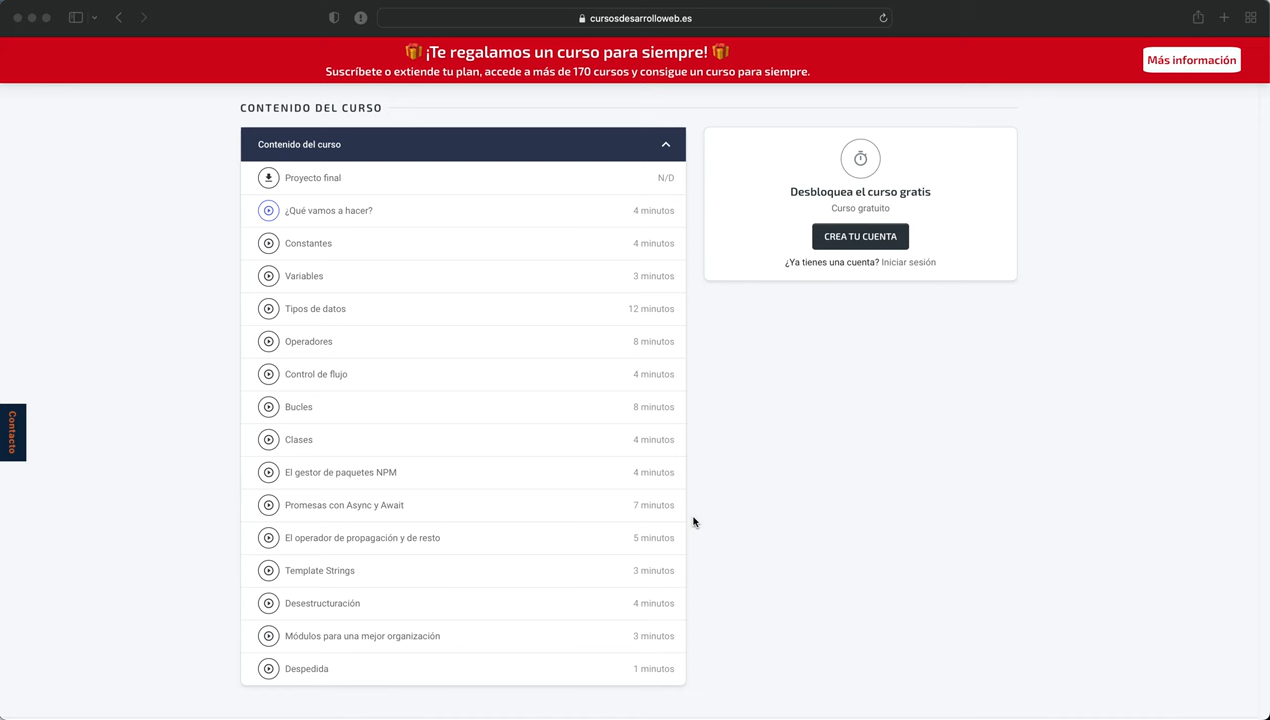 cursosdesarrolloweb.es
🎁 ¡Te regalamos un curso para siempre! 🎁
Suscríbete o extiende tu plan, accede a más de 170 cursos y consigue un curso para siempre.
Más información
CONTENIDO DEL CURSO
Contenido del curso
Proyecto final N/D
¿Qué vamos a hacer? 4 minutos
Constantes 4 minutos
Variables 3 minutos
Tipos de datos 12 minutos
Operadores 8 minutos
Control de flujo 4 minutos
Bucles 8 minutos
Clases 4 minutos
El gestor de paquetes NPM 4 minutos
Promesas con Async y Await 7 minutos
El operador de propagación y de resto 5 minutos
Template Strings 3 minutos
Desestructuración 4 minutos
Módulos para una mejor organización 3 minutos
Despedida 1 minutos
Desbloquea el curso gratis
Curso gratuito
CREA TU CUENTA
¿Ya tienes una cuenta? Iniciar sesión
Contacto